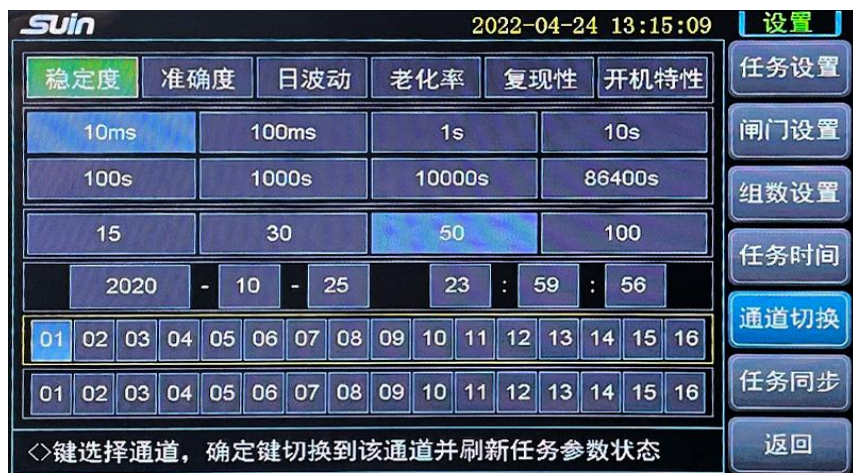 SUin 2022-04-24 13:15:09 设置
稳定度 准确度 日波动 老化率 复现性 开机特性 任务设置
10ms 100ms 1s 10s 闸门设置
100s 1000s 10000s 86400s 组数设置
15 30 50 100 任务时间
2020 - 10 - 25 23 : 59 : 56
01 02 03 04 05 06 07 08 09 10 11 12 13 14 15 16 通道切换
01 02 03 04 05 06 07 08 09 10 11 12 13 14 15 16 任务同步
<>键选择通道，确定键切换到该通道并刷新任务参数状态 返回